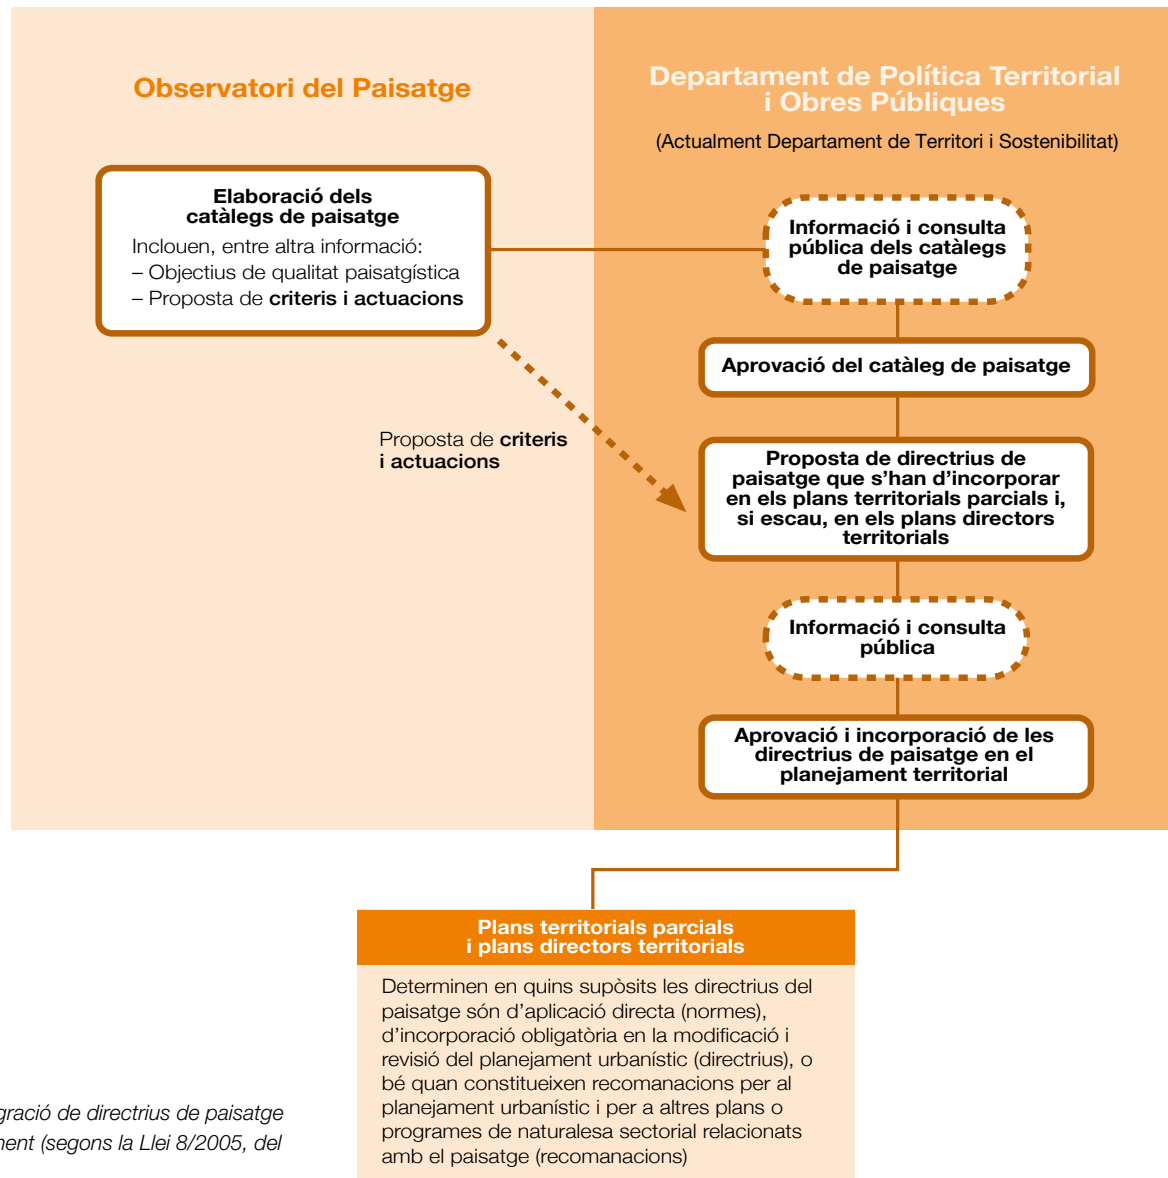 Observatori del Paisatge
Departament de Política Territorial
i Obres Públiques
(Actualment Departament de Territori i Sostenibilitat)
Elaboració dels
catàlegs de paisatge
Inclouen, entre altra informació:
– Objectius de qualitat paisatgística
– Proposta de criteris i actuacions
Informació i consulta
pública dels catàlegs
de paisatge
Aprovació del catàleg de paisatge
Proposta de criteris
i actuacions
Proposta de directrius de
paisatge que s’han d’incorporar
en els plans territorials parcials i,
si escau, en els plans directors
territorials
Informació i consulta
pública
Aprovació i incorporació de les
directrius de paisatge en el
planejament territorial
Plans territorials parcials
i plans directors territorials
Determinen en quins supòsits les directrius del
paisatge són d’aplicació directa (normes),
d’incorporació obligatòria en la modificació i
revisió del planejament urbanístic (directrius), o
bé quan constitueixen recomanacions per al
planejament urbanístic i per a altres plans o
programes de naturalesa sectorial relacionats
amb el paisatge (recomanacions)
gració de directrius de paisatge
nent (segons la Llei 8/2005, del